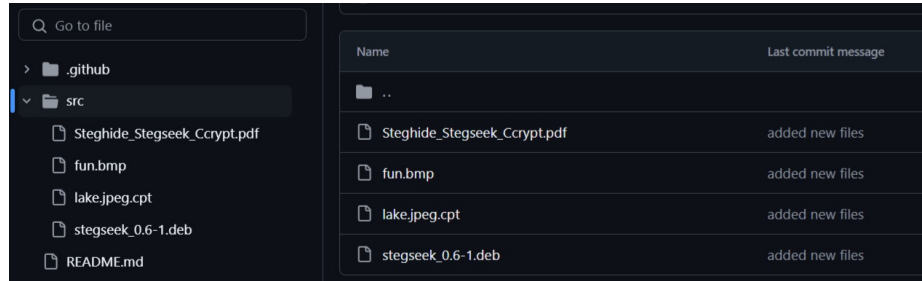 Go to file
.github
src
Steghide_Stegseek_Ccrypt.pdf
fun.bmp
lake.jpeg.cpt
stegseek_0.6-1.deb
README.md
Name Last commit message
..
Steghide_Stegseek_Ccrypt.pdf added new files
fun.bmp added new files
lake.jpeg.cpt added new files
stegseek_0.6-1.deb added new files